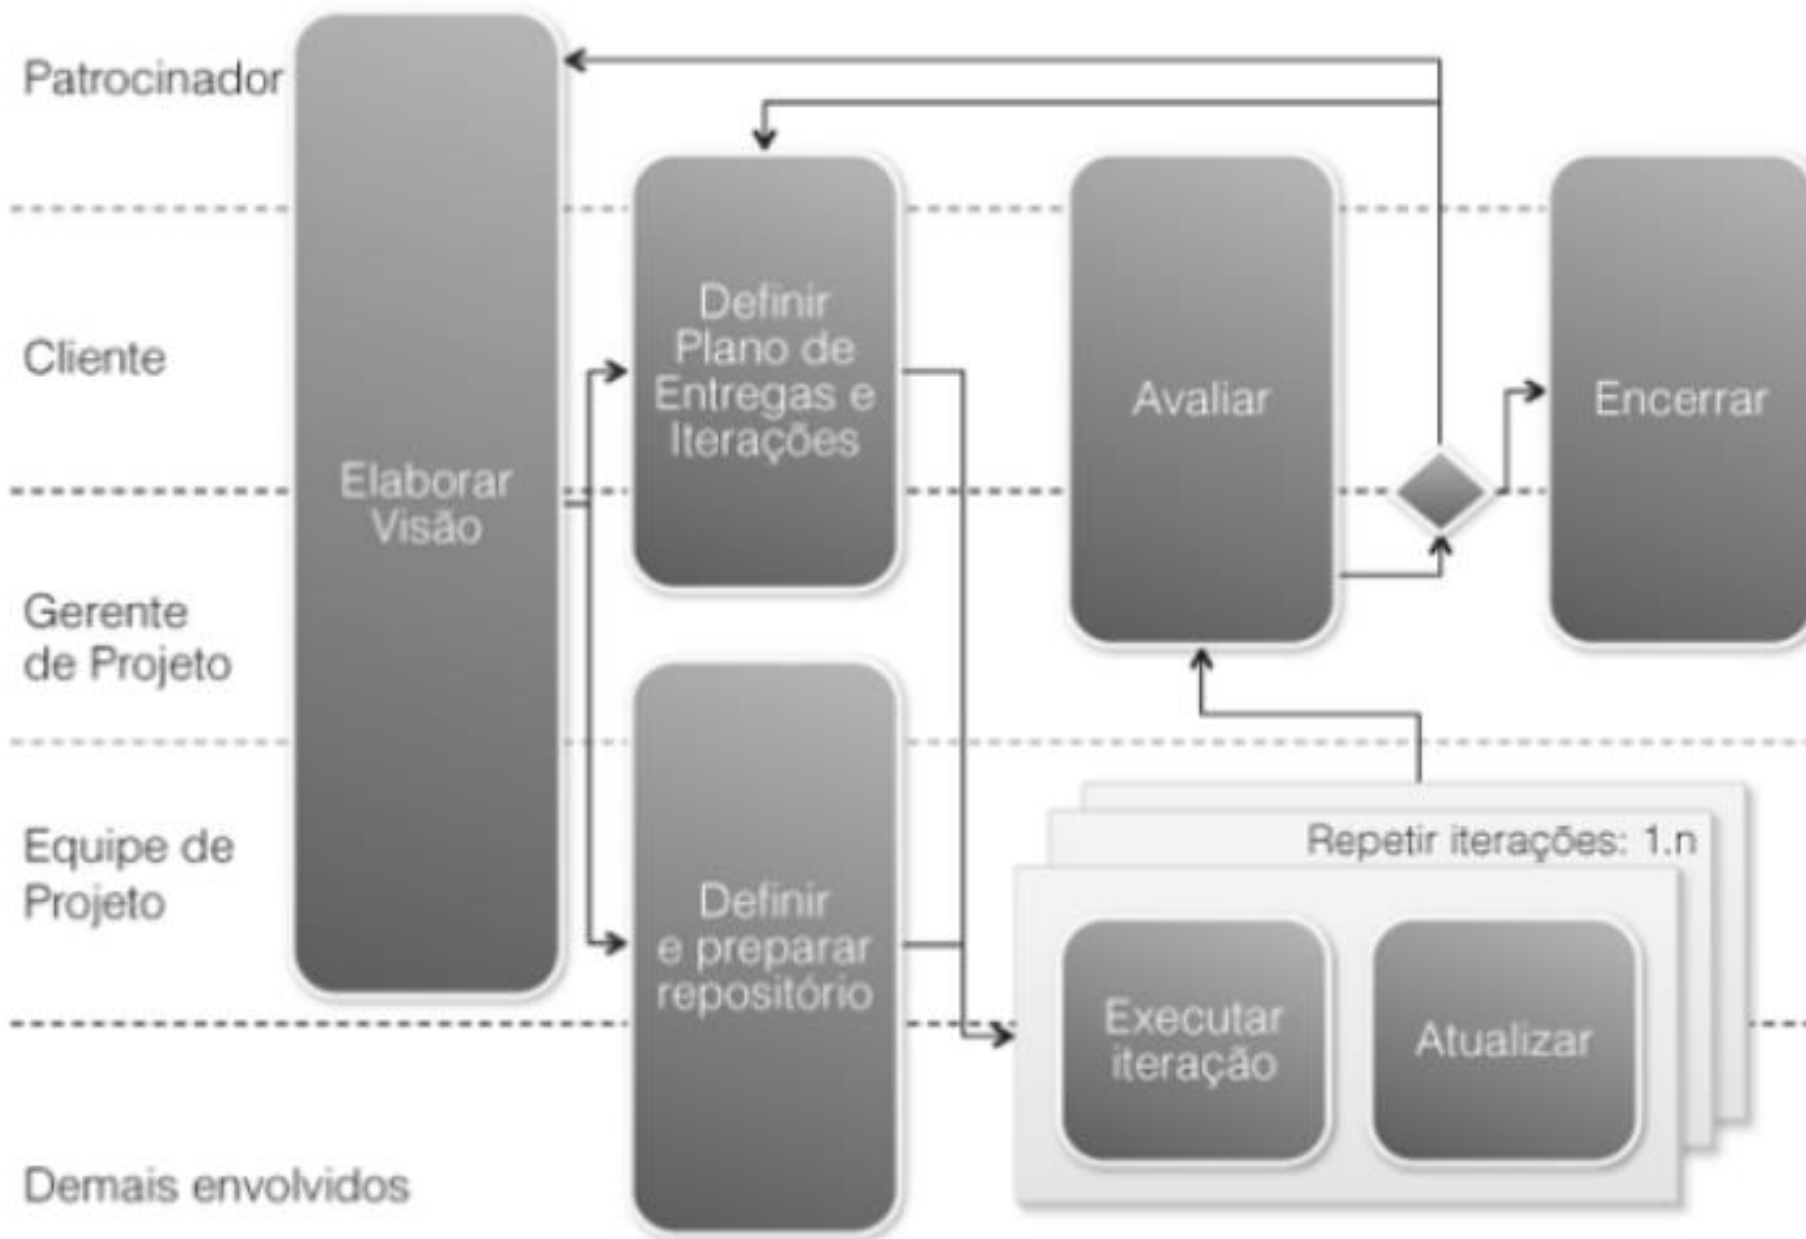 Patrocinador
Cliente
Gerente
de Projeto
Equipe de
Projeto
Demais envolvidos
Elaborar
Visão
Definir
Plano de
Entregas e
Iterações
Definir
e preparar
repositório
Avaliar
Encerrar
Repetir iterações: 1.n
Executar
iteração
Atualizar